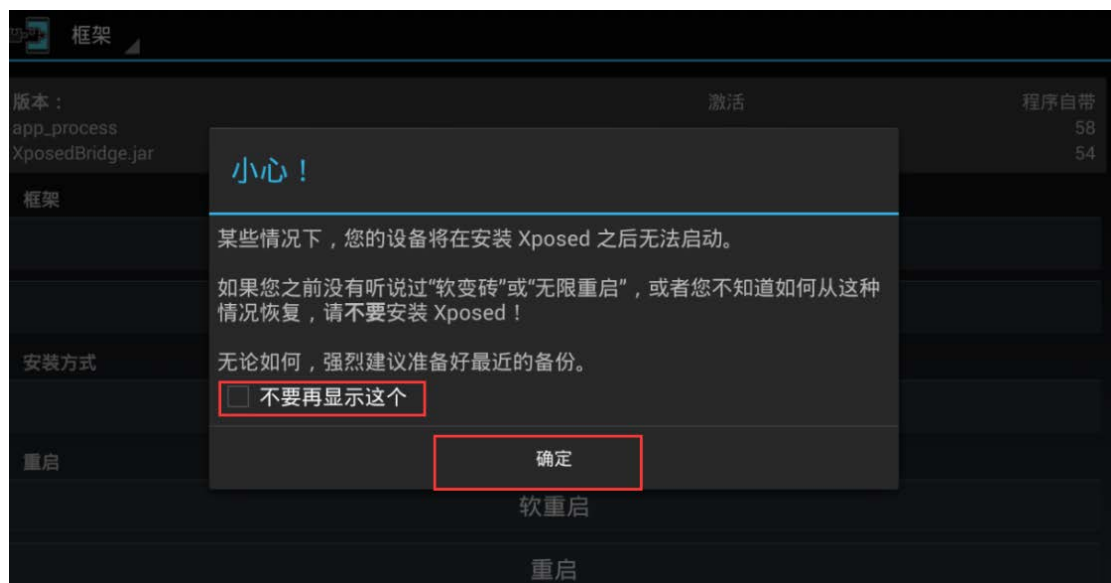 框架
版本：
激活
程序自带
app_process
58
XposedBridge.jar
54
框架
小心！
某些情况下，您的设备将在安装 Xposed 之后无法启动。
如果您之前没有听说过“软变砖”或“无限重启”，或者您不知道如何从这种
情况恢复，请不要安装 Xposed！
无论如何，强烈建议准备好最近的备份。
不要再显示这个
确定
安装方式
重启
软重启
重启